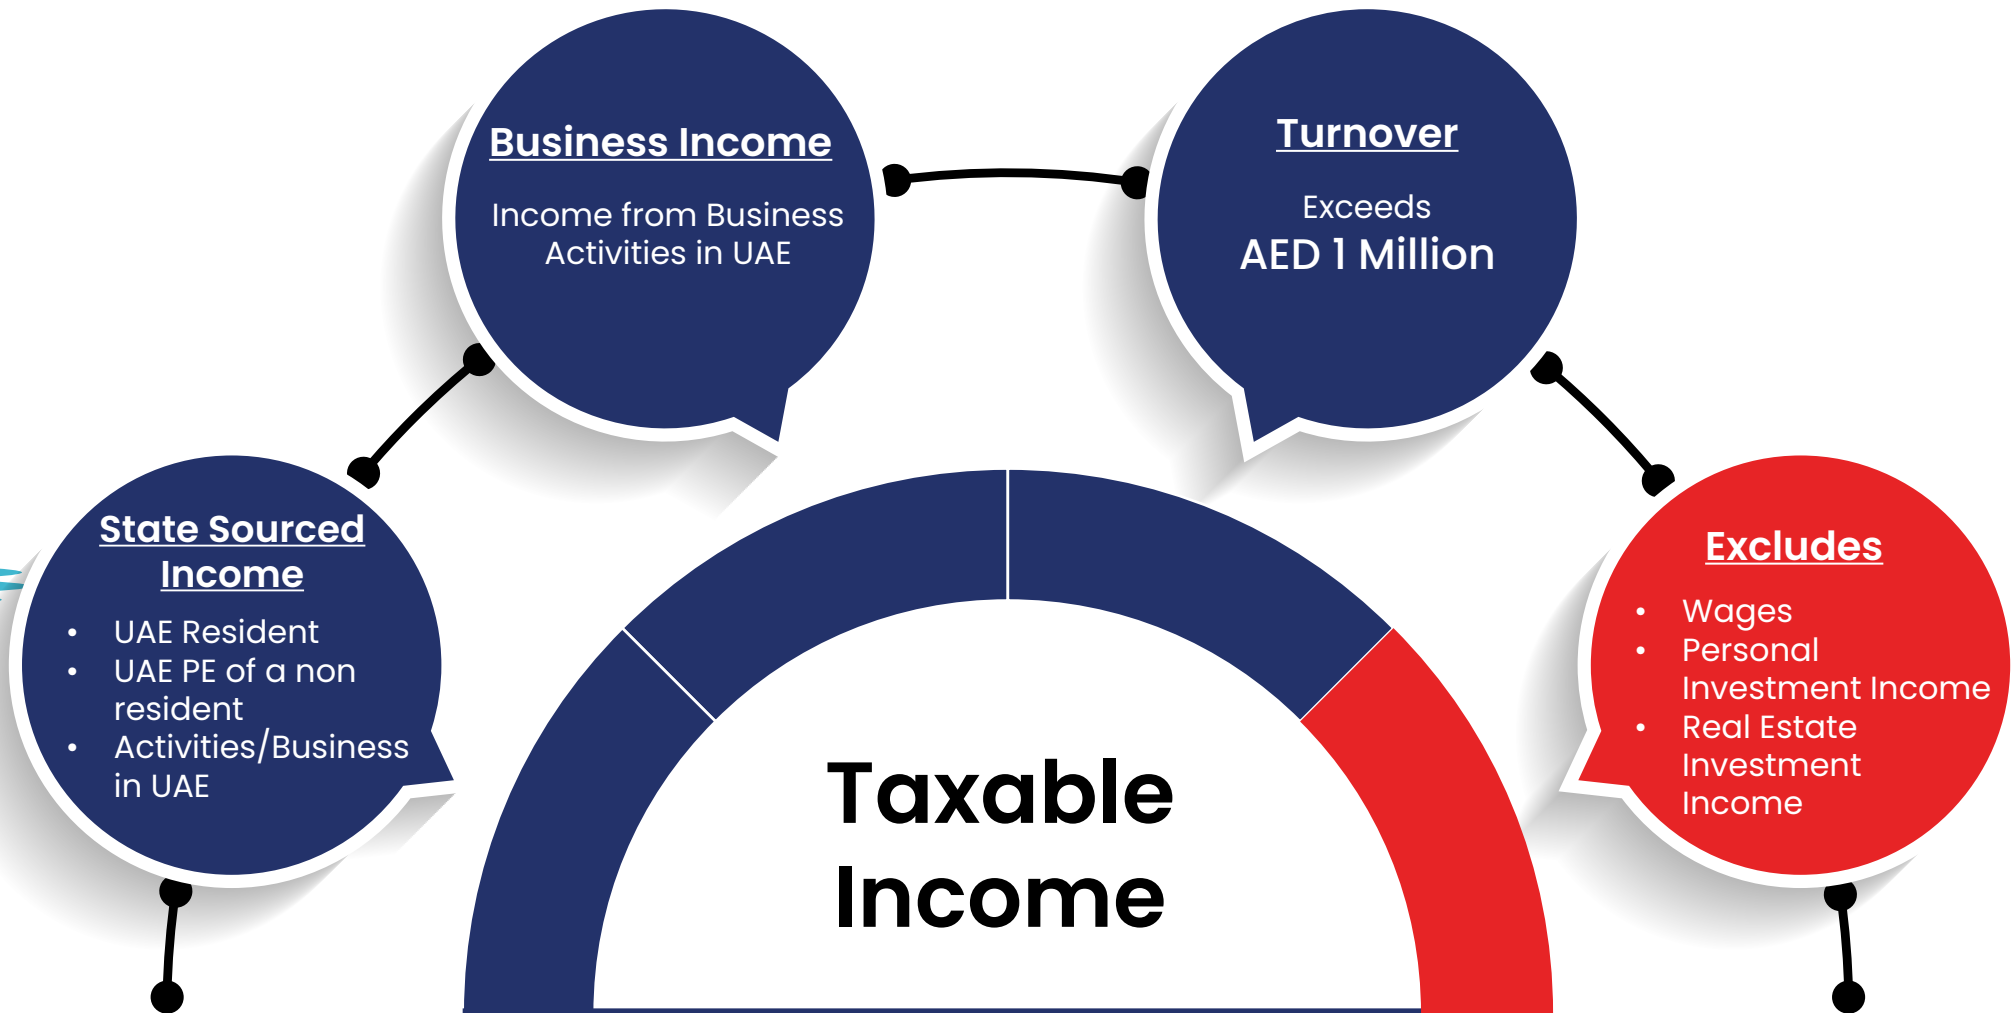 Business Income
Income from Business
Activities in UAE
Turnover
Exceeds
AED 1 Million
State Sourced
Income
• UAE Resident
• UAE PE of a non
resident
• Activities/Business
in UAE
Excludes
• Wages
• Personal
Investment Income
• Real Estate
Investment
Income
Taxable
Income